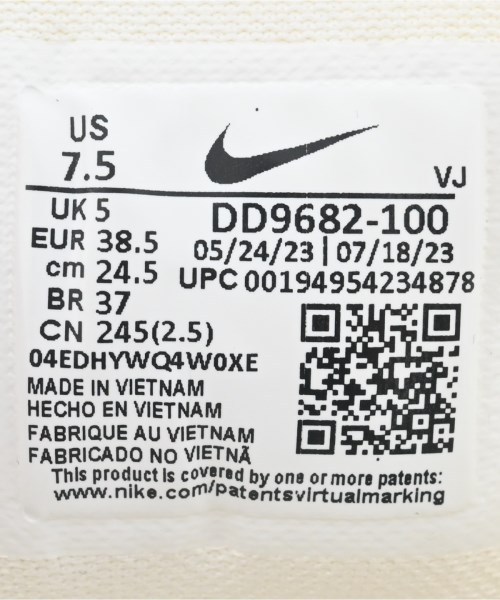 US
7.5
VJ
UK 5
DD9682-100
EUR 38.5
05/24/23 | 07/18/23
cm 24.5
UPC 00194954234878
BR 37
CN 245(2.5)
04EDHYWQ4W0XE
MADE IN VIETNAM
HECHO EN VIETNAM
FABRIQUE AU VIETNAM
FABRICADO NO VIETNÃ
This product is covered by one or more patents:
www.nike.com/patentsvirtualmarking